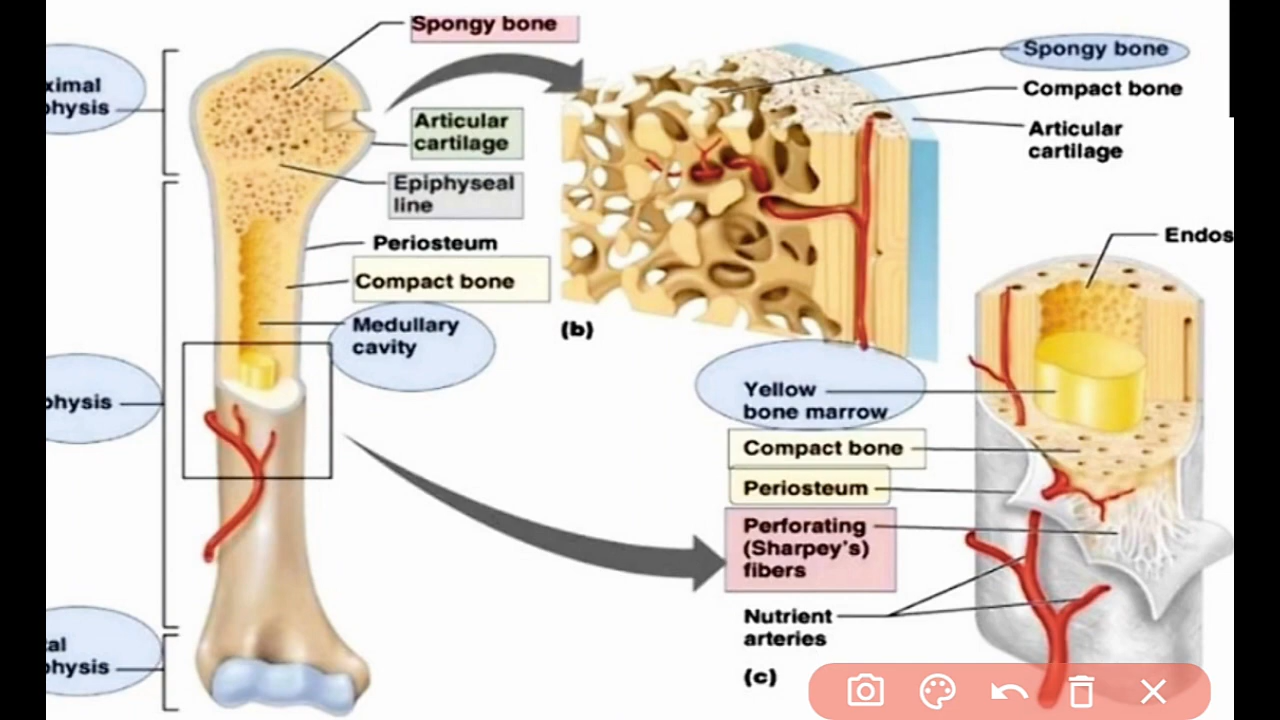 Spongy bone
ximal
physis
Articular
cartilage
Epiphyseal
line
Periosteum
Compact bone
Medullary
cavity
physis
tal
physis
Spongy bone
Compact bone
Articular
cartilage
(b)
Endos
Yellow
bone marrow
Compact bone
Periosteum
Perforating
(Sharpey's)
fibers
Nutrient
arteries
(c)